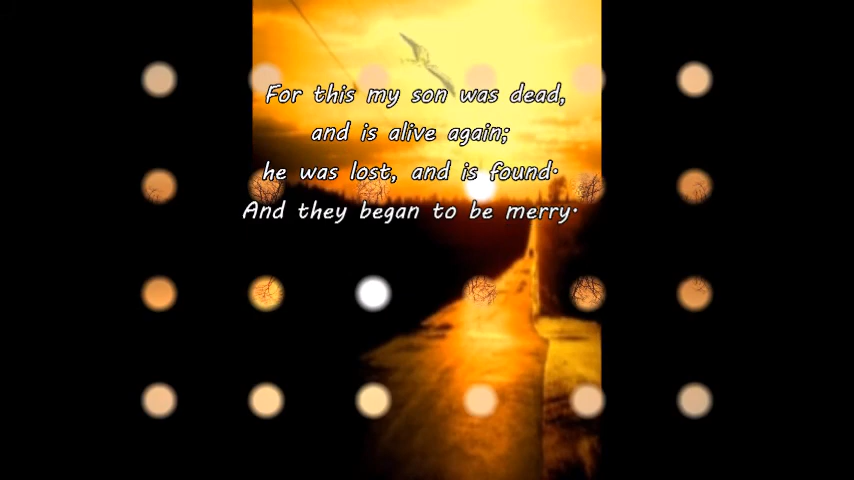 For this my son was dead,
and is alive again;
he was lost, and is found·
And they began to be merry·